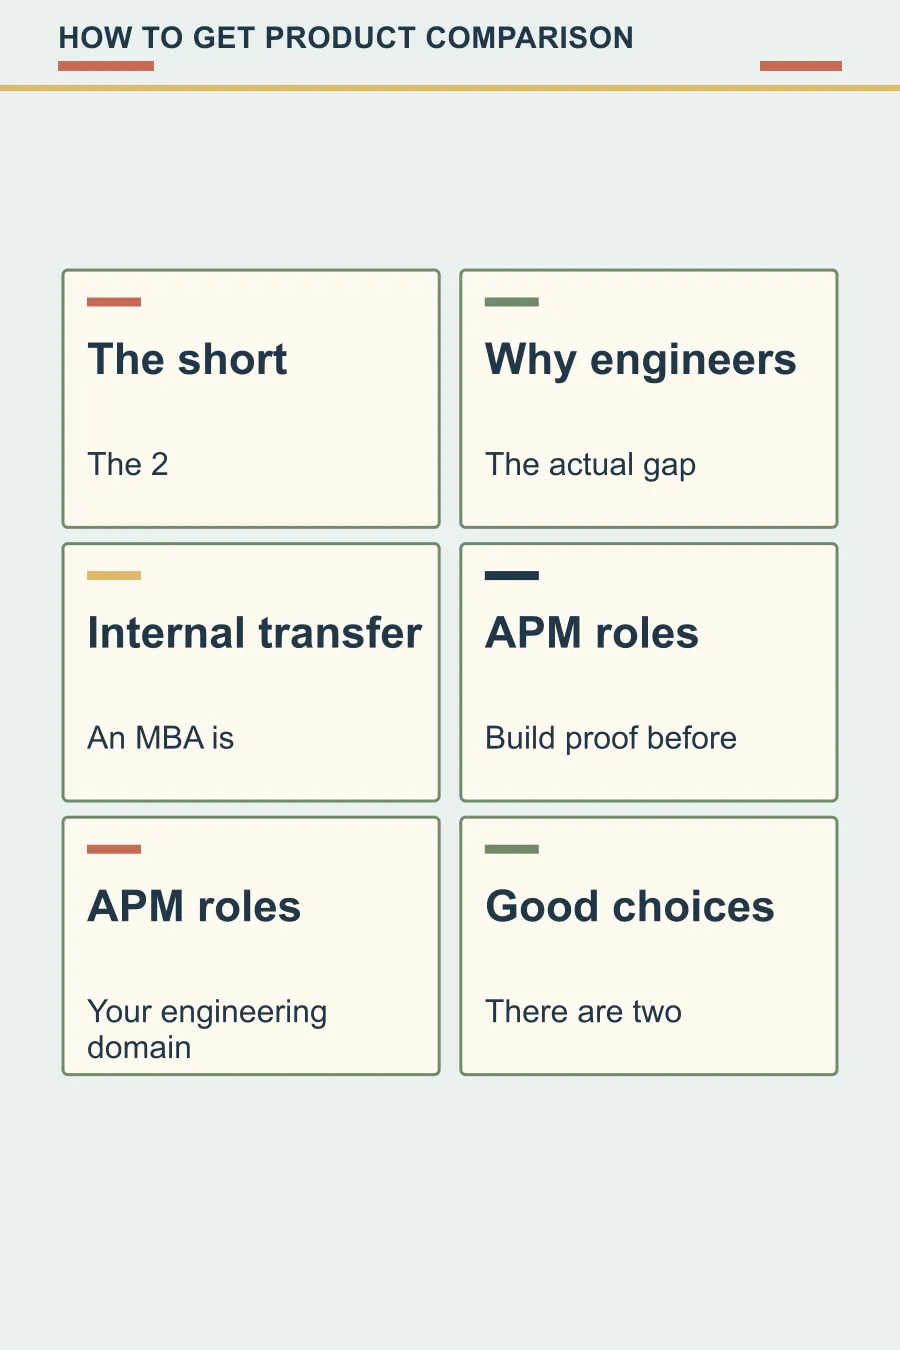 HOW TO GET PRODUCT COMPARISON
The short
The 2
Why engineers
The actual gap
Internal transfer
An MBA is
APM roles
Build proof before
APM roles
Your engineering
domain
Good choices
There are two